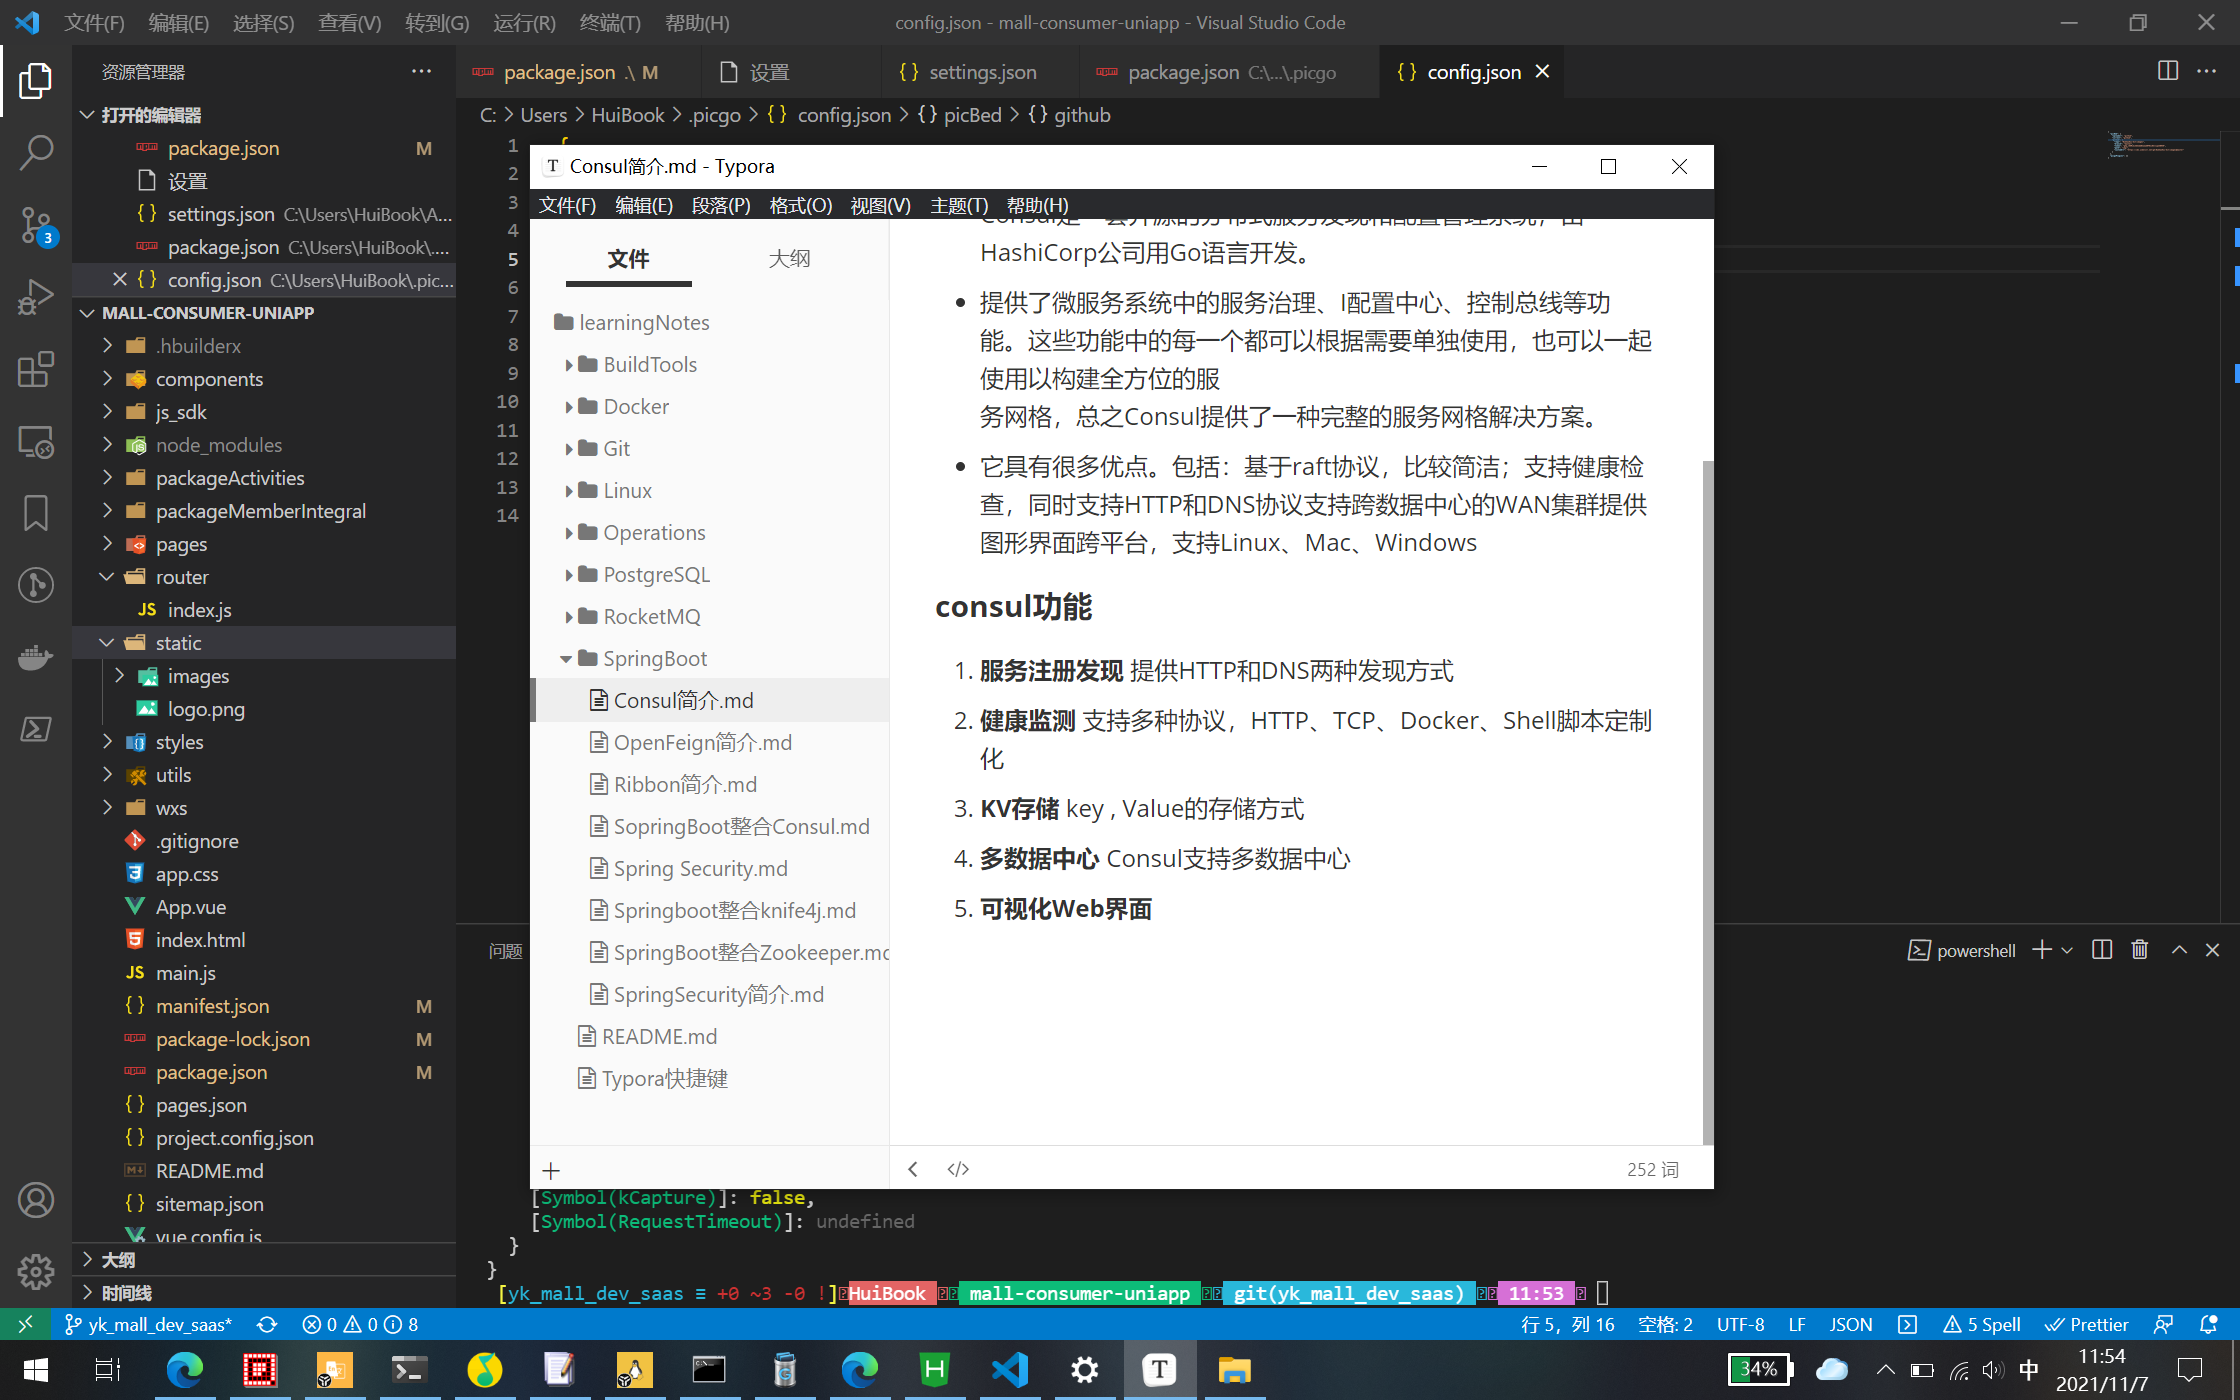 文件(F) 编辑(E) 选择(S) 查看(V) 转到(G) 运行(R) 终端(T) 帮助(H) config.json - mall-consumer-uniapp - Visual Studio Code
资源管理器
package.json .\ M 设置 settings.json package.json C:\...\.picgo config.json
C: > Users > HuiBook > .picgo > {} config.json > {} picBed > {} github
打开的编辑器
package.json M
设置
settings.json C:\Users\HuiBook\A...
package.json C:\Users\HuiBook\....
config.json C:\Users\HuiBook\.pic...
MALL-CONSUMER-UNIAPP
.hbuilderx
components
js_sdk
node_modules
packageActivities
packageMemberIntegral
pages
router
JS index.js
static
images
logo.png
styles
utils
wxs
.gitignore
app.css
App.vue
index.html
JS main.js
{} manifest.json M
package-lock.json M
package.json M
{} pages.json
{} project.config.json
README.md
{} sitemap.json
vue.config.js
大纲
时间线
3
1 {
2
3
4
5
6
7
8
9
10
11
12
13
14
T Consul简介.md - Typora
文件(F) 编辑(E) 段落(P) 格式(O) 视图(V) 主题(T) 帮助(H)
文件 大纲
learningNotes
BuildTools
Docker
Git
Linux
Operations
PostgreSQL
RocketMQ
SpringBoot
Consul简介.md
OpenFeign简介.md
Ribbon简介.md
SopringBoot整合Consul.md
Spring Security.md
Springboot整合knife4j.md
SpringBoot整合Zookeeper.md
SpringSecurity简介.md
README.md
Typora快捷键
Consul是一套开源的分布式服务发现和配置管理系统，由
HashiCorp公司用Go语言开发。
提供了微服务系统中的服务治理、I配置中心、控制总线等功
能。这些功能中的每一个都可以根据需要单独使用，也可以一起
使用以构建全方位的服
务网格，总之Consul提供了一种完整的服务网格解决方案。
它具有很多优点。包括：基于raft协议，比较简洁；支持健康检
查，同时支持HTTP和DNS协议支持跨数据中心的WAN集群提供
图形界面跨平台，支持Linux、Mac、Windows
consul功能
1. 服务注册发现 提供HTTP和DNS两种发现方式
2. 健康监测 支持多种协议，HTTP、TCP、Docker、Shell脚本定制
化
3. KV存储 key , Value的存储方式
4. 多数据中心 Consul支持多数据中心
5. 可视化Web界面
</> 252 词
问题 powershell
[Symbol(kCapture)]: false,
[Symbol(RequestTimeout)]: undefined
}
}
[yk_mall_dev_saas ≡ +0 ~3 -0 !] HuiBook mall-consumer-uniapp git(yk_mall_dev_saas) 11:53
yk_mall_dev_saas* 0 0 8 行 5，列 16 空格: 2 UTF-8 LF JSON 5 Spell Prettier
34% 中 11:54
2021/11/7